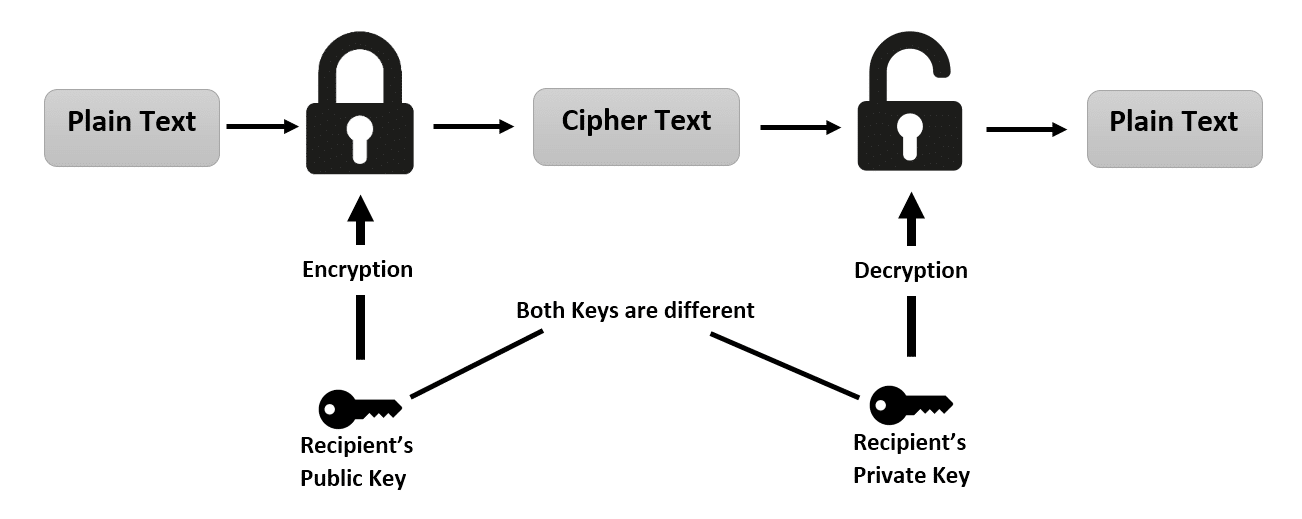 Plain Text
Cipher Text
Plain Text
Encryption
Decryption
Both Keys are different
Recipient’s
Public Key
Recipient’s
Private Key